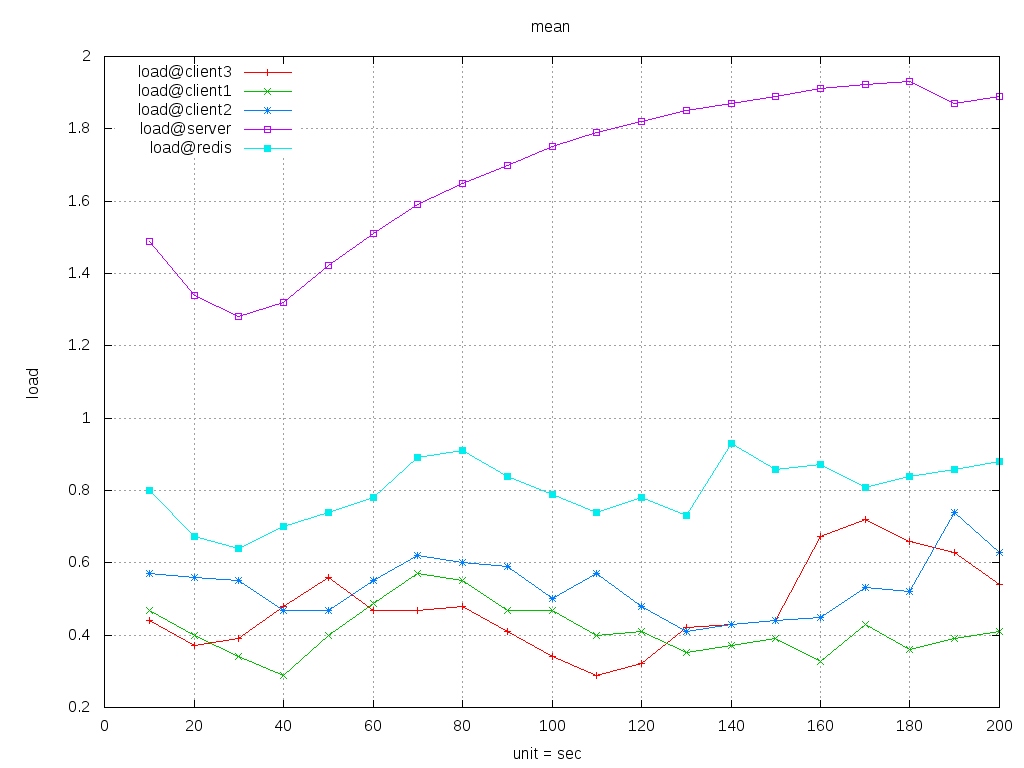 mean
2
1.8
1.6
1.4
1.2
1
0.8
0.6
0.4
0.2
load
load@client3
load@client1
load@client2
load@server
load@redis
0 20 40 60 80 100 120 140 160 180 200
unit = sec